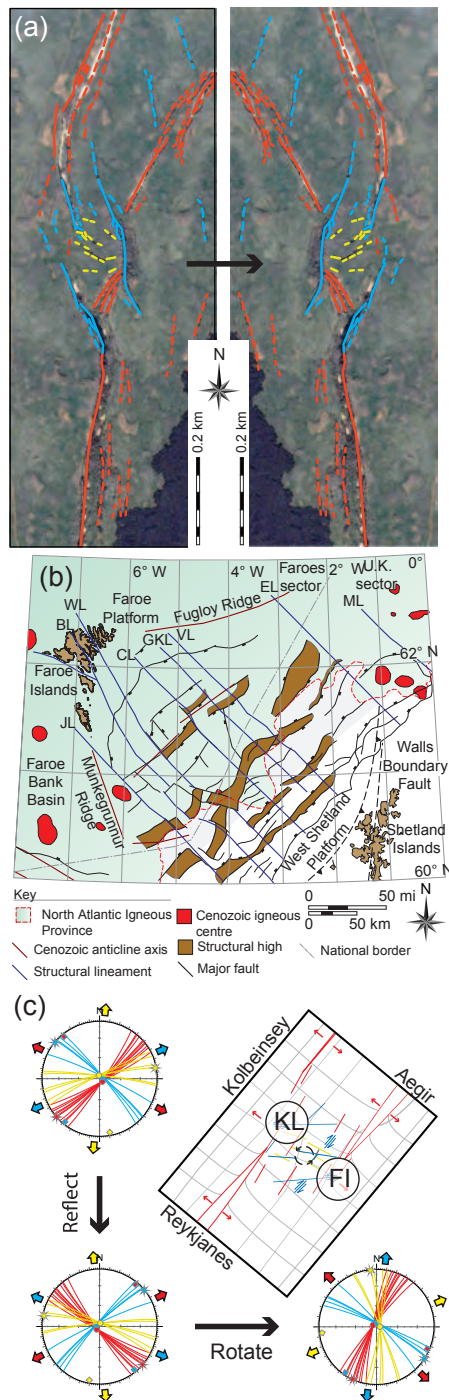 (a)
N
0.2 km
0.2 km
(b)
6° W
4° W
2° W
0°
Faroes
sector
U.K.
sector
EL
ML
WL
BL
Faroe
Platform
Fugloy Ridge
GKL
VL
CL
62° N
Faroe
Islands
JL
Faroe
Bank
Basin
Munkegrunnur
Ridge
Walls
Boundary
Fault
West Shetland
Platform
Shetland
Islands
60° N
Key
North Atlantic Igneous
Province
Cenozoic igneous
centre
Cenozoic anticline axis
Structural high
National border
Structural lineament
Major fault
50 mi
50 km
N
(c)
N
Kolbeinsey
Aegir
KL
FI
Reykjanes
Reflect
N
Rotate
N